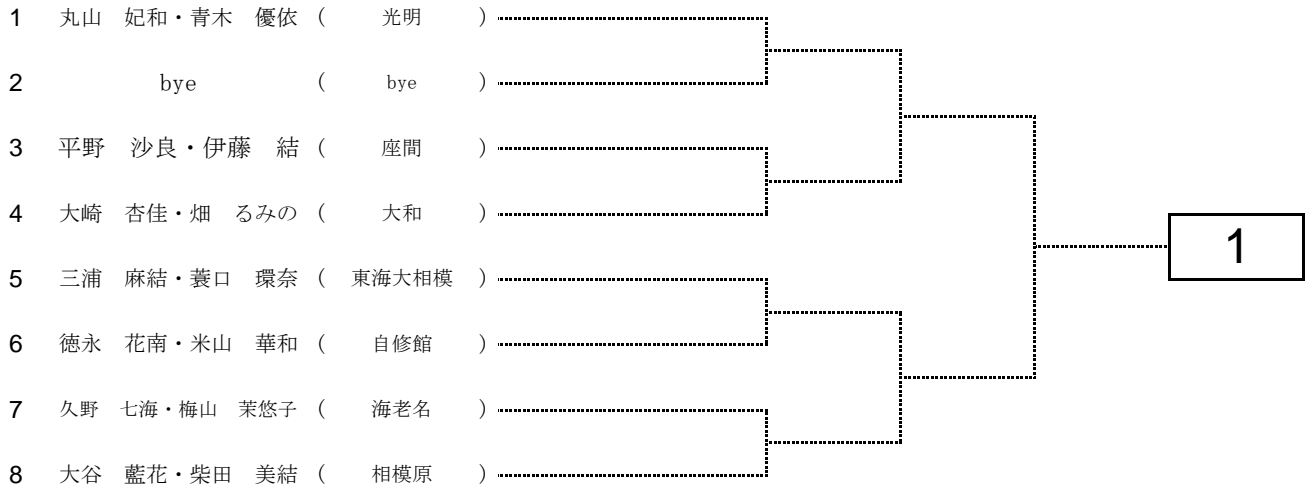 1 丸山 妃和・青木 優依 ( 光明 )
2 bye ( bye )
3 平野 沙良・伊藤 結 ( 座間 )
4 大崎 杏佳・畑 るみの ( 大和 )
1
5 三浦 麻結・蓑口 環奈 ( 東海大相模 )
6 徳永 花南・米山 華和 ( 自修館 )
7 久野 七海・梅山 茉悠子 ( 海老名 )
8 大谷 藍花・柴田 美結 ( 相模原 )